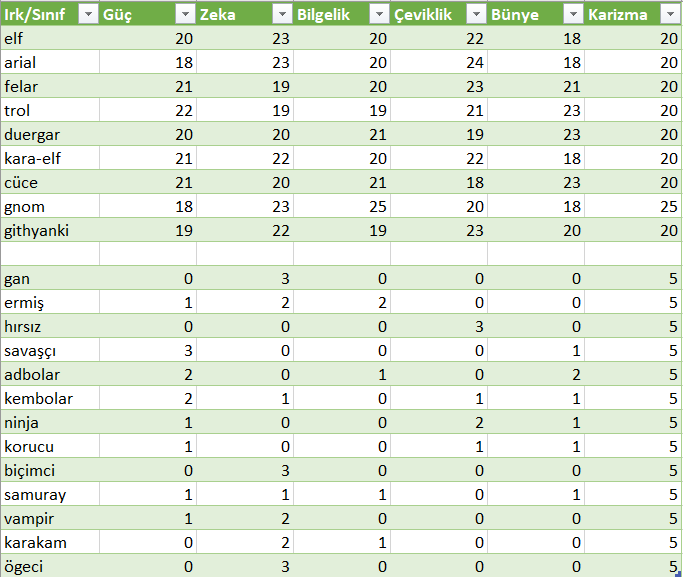 Irk/Sınıf Güç Zeka Bilgelik Çeviklik Bünye Karizma
elf 20 23 20 22 18 20
arial 18 23 20 24 18 20
felar 21 19 20 23 21 20
trol 22 19 19 21 23 20
duergar 20 20 21 19 23 20
kara-elf 21 22 20 22 18 20
cüce 21 20 21 18 23 20
gnom 18 23 25 20 18 25
githyanki 19 22 19 23 20 20
gan 0 3 0 0 0 5
ermiş 1 2 2 0 0 5
hırsız 0 0 0 3 0 5
savaşçı 3 0 0 0 1 5
adbolar 2 0 1 0 2 5
kembolar 2 1 0 1 1 5
ninja 1 0 0 2 1 5
korucu 1 0 0 1 1 5
biçimci 0 3 0 0 0 5
samuray 1 1 1 0 1 5
vampir 1 2 0 0 0 5
karakam 0 2 1 0 0 5
ögeci 0 3 0 0 0 5